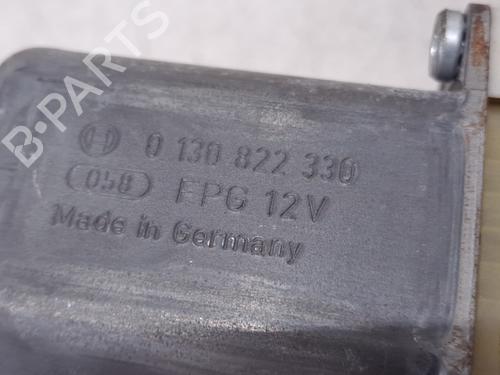 B-PARTS
0 130 822 330
058 FPG 12V
Made in Germany